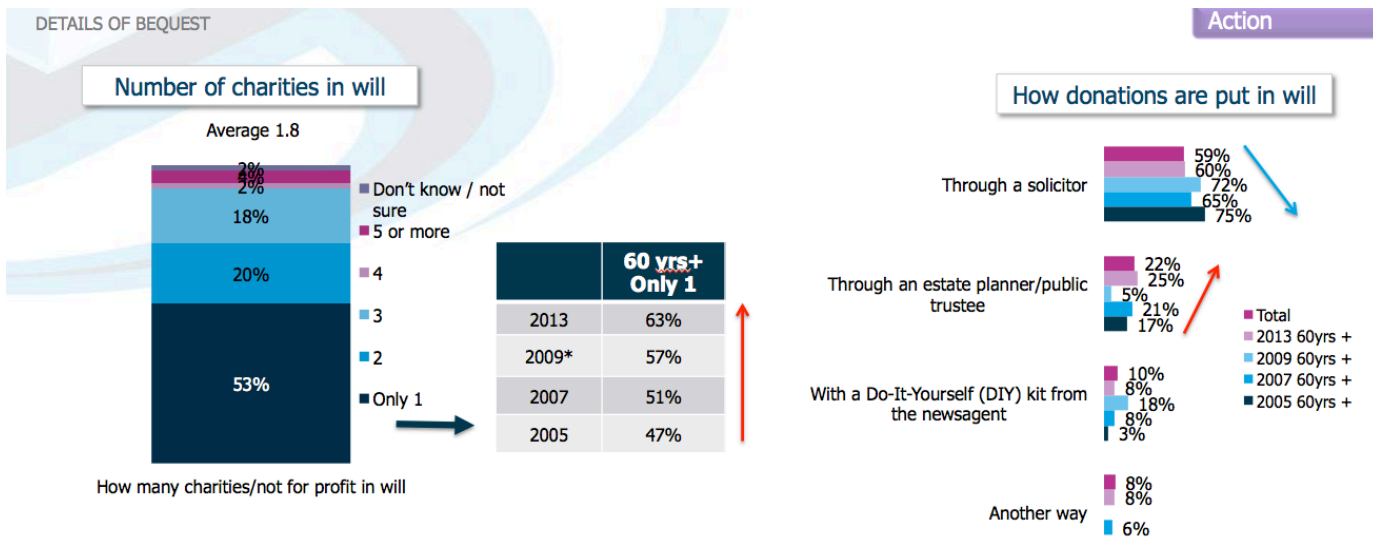 DETAILS OF BEQUEST
Action
Number of charities in will
Average 1.8
2%
4%
2%
18%
20%
53%
Don't know / not
sure
5 or more
4
3
2
Only 1
How many charities/not for profit in will
60 yrs+
Only 1
2013 63%
2009* 57%
2007 51%
2005 47%
How donations are put in will
Through a solicitor
59%
60%
72%
65%
75%
Through an estate planner/public
trustee
22%
25%
5%
21%
17%
With a Do-It-Yourself (DIY) kit from
the newsagent
10%
8%
18%
8%
3%
Another way
8%
8%
6%
Total
2013 60yrs +
2009 60yrs +
2007 60yrs +
2005 60yrs +